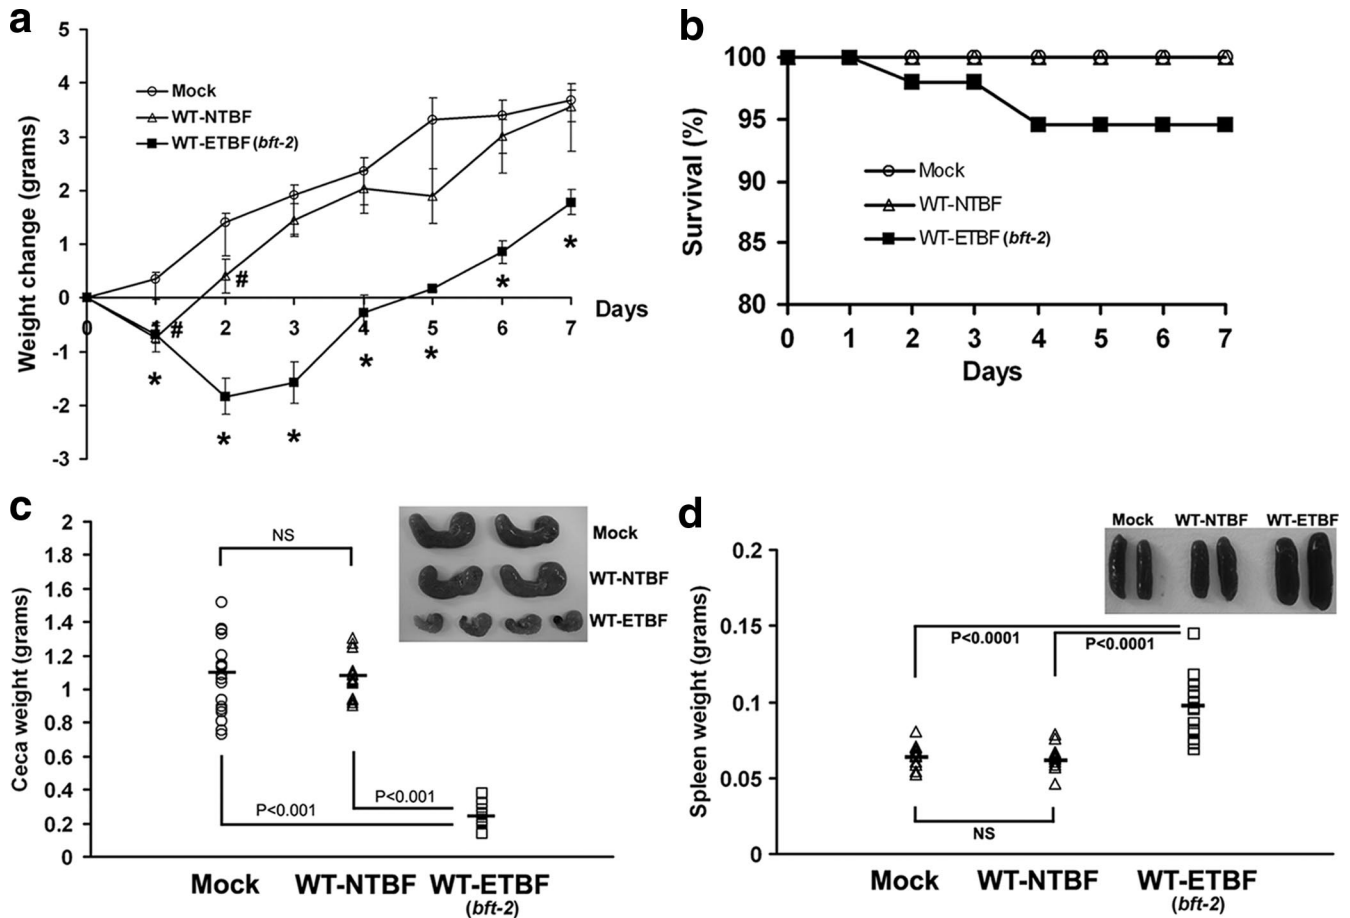 a
5
4
3
2
1
0
-1
-2
-3
Weight change (grams)
Mock
WT-NTBF
WT-ETBF (bft-2)
#
#
0 2 3 4 5 6 7
Days
* * * * * * *
b
100
95
90
85
80
Survival (%)
Mock
WT-NTBF
WT-ETBF (bft-2)
0 1 2 3 4 5 6 7
Days
c
2
1.8
1.6
1.4
1.2
1
0.8
0.6
0.4
0.2
0
Ceca weight (grams)
NS
Mock
WT-NTBF
WT-ETBF
P<0.001
P<0.001
Mock WT-NTBF WT-ETBF
(bft-2)
d
Mock WT-NTBF WT-ETBF
0.2
0.15
0.1
0.05
0
Spleen weight (grams)
P<0.0001
P<0.0001
NS
Mock WT-NTBF WT-ETBF
(bft-2)